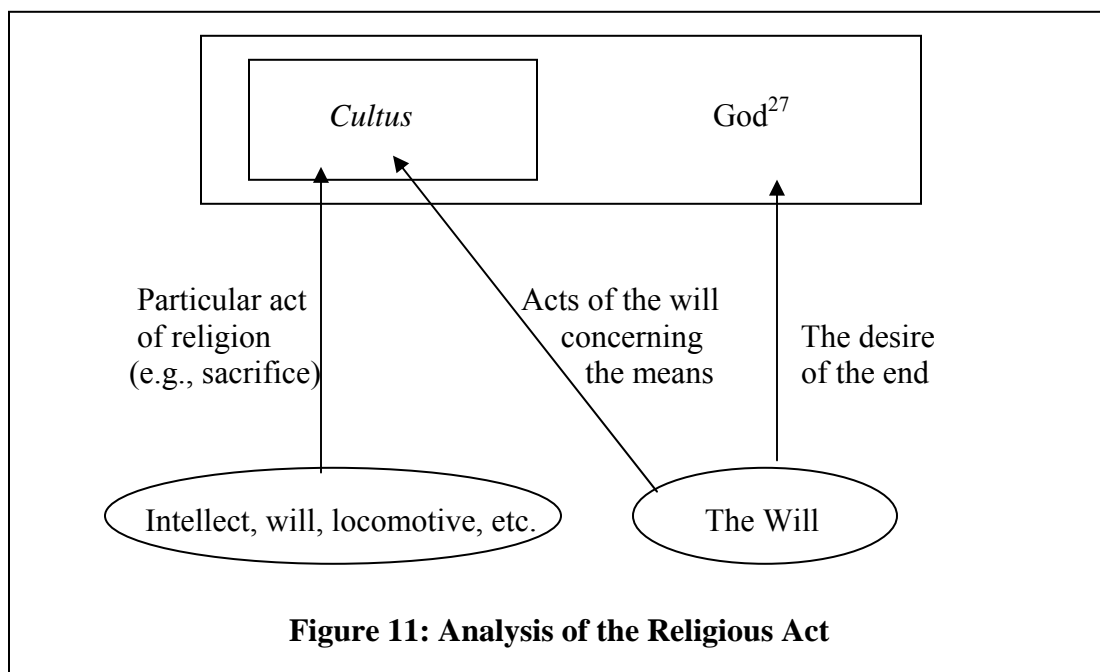 Cultus
God27
Particular act
of religion
(e.g., sacrifice)
Acts of the will
concerning
the means
The desire
of the end
Intellect, will, locomotive, etc.
The Will
Figure 11: Analysis of the Religious Act